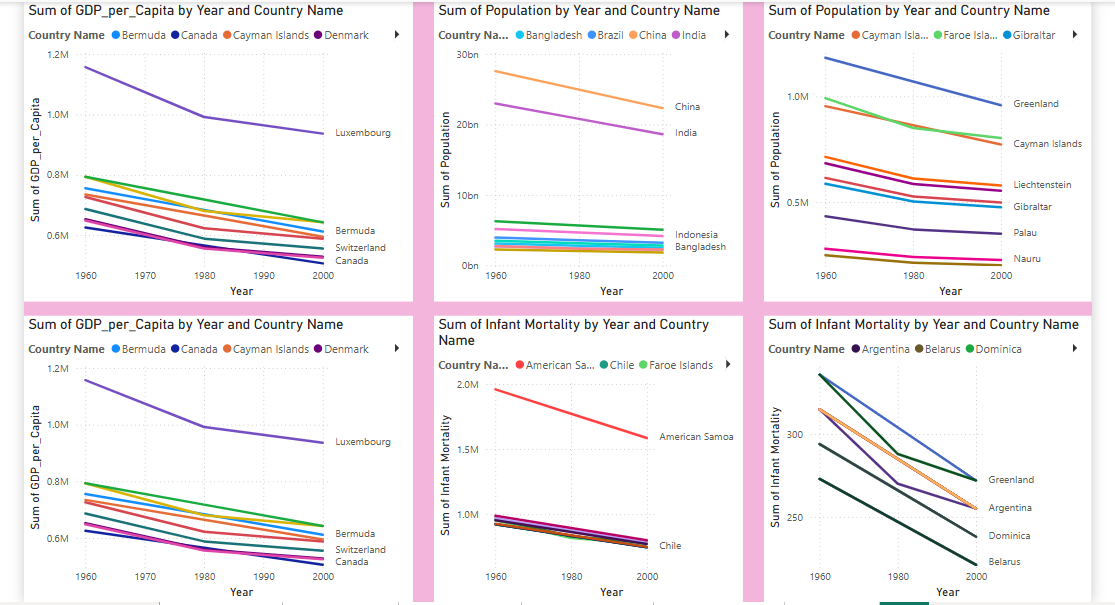 Sum of GDP_per_Capita by Year and Country Name
Country Name Bermuda Canada Cayman Islands Denmark
1.2M
1.0M
0.8M
0.6M
Sum of GDP_per_Capita
Luxembourg
Bermuda
Switzerland
Canada
1960 1970 1980 1990 2000
Year
Sum of Population by Year and Country Name
Country Na... Bangladesh Brazil China India
30bn
20bn
10bn
0bn
Sum of Population
China
India
Indonesia
Bangladesh
1960 1980 2000
Year
Sum of Population by Year and Country Name
Country Name Cayman Isla... Faroe Isla... Gibraltar
1.0M
0.5M
Sum of Population
Greenland
Cayman Islands
Liechtenstein
Gibraltar
Palau
Nauru
1960 1980 2000
Year
Sum of GDP_per_Capita by Year and Country Name
Country Name Bermuda Canada Cayman Islands Denmark
1.2M
1.0M
0.8M
0.6M
Sum of GDP_per_Capita
Luxembourg
Bermuda
Switzerland
Canada
1960 1970 1980 1990 2000
Year
Sum of Infant Mortality by Year and Country
Name
Country Na... American Sa... Chile Faroe Islands
2.0M
1.5M
1.0M
Sum of Infant Mortality
American Samoa
Chile
1960 1980 2000
Year
Sum of Infant Mortality by Year and Country Name
Country Name Argentina Belarus Dominica
300
250
Sum of Infant Mortality
Greenland
Argentina
Dominica
Belarus
1960 1980 2000
Year